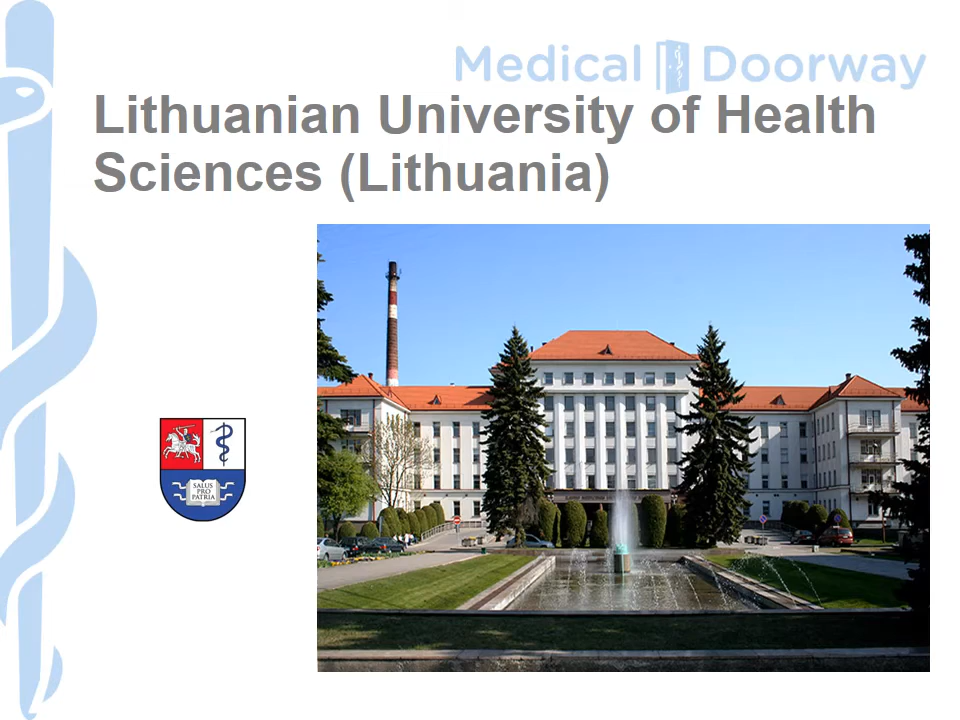 Medical Doorway
Lithuanian University of Health
Sciences (Lithuania)
SALUS
PRO
PATRIA